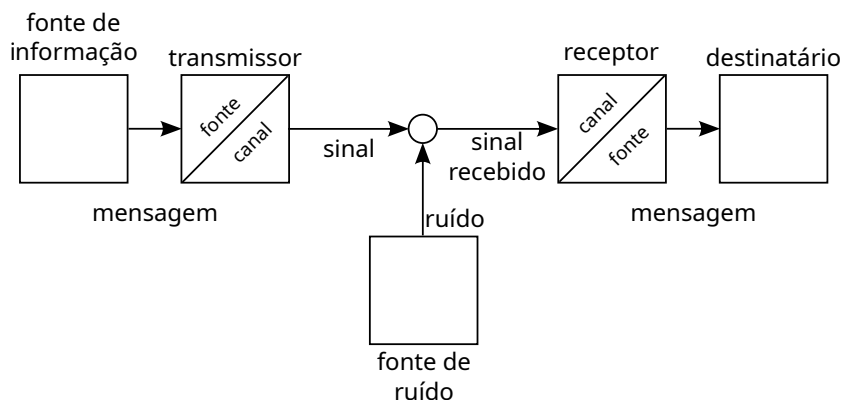 fonte de
informação
transmissor
fonte
canal
mensagem
sinal
sinal
recebido
ruído
fonte de
ruído
receptor
canal
fonte
mensagem
destinatário